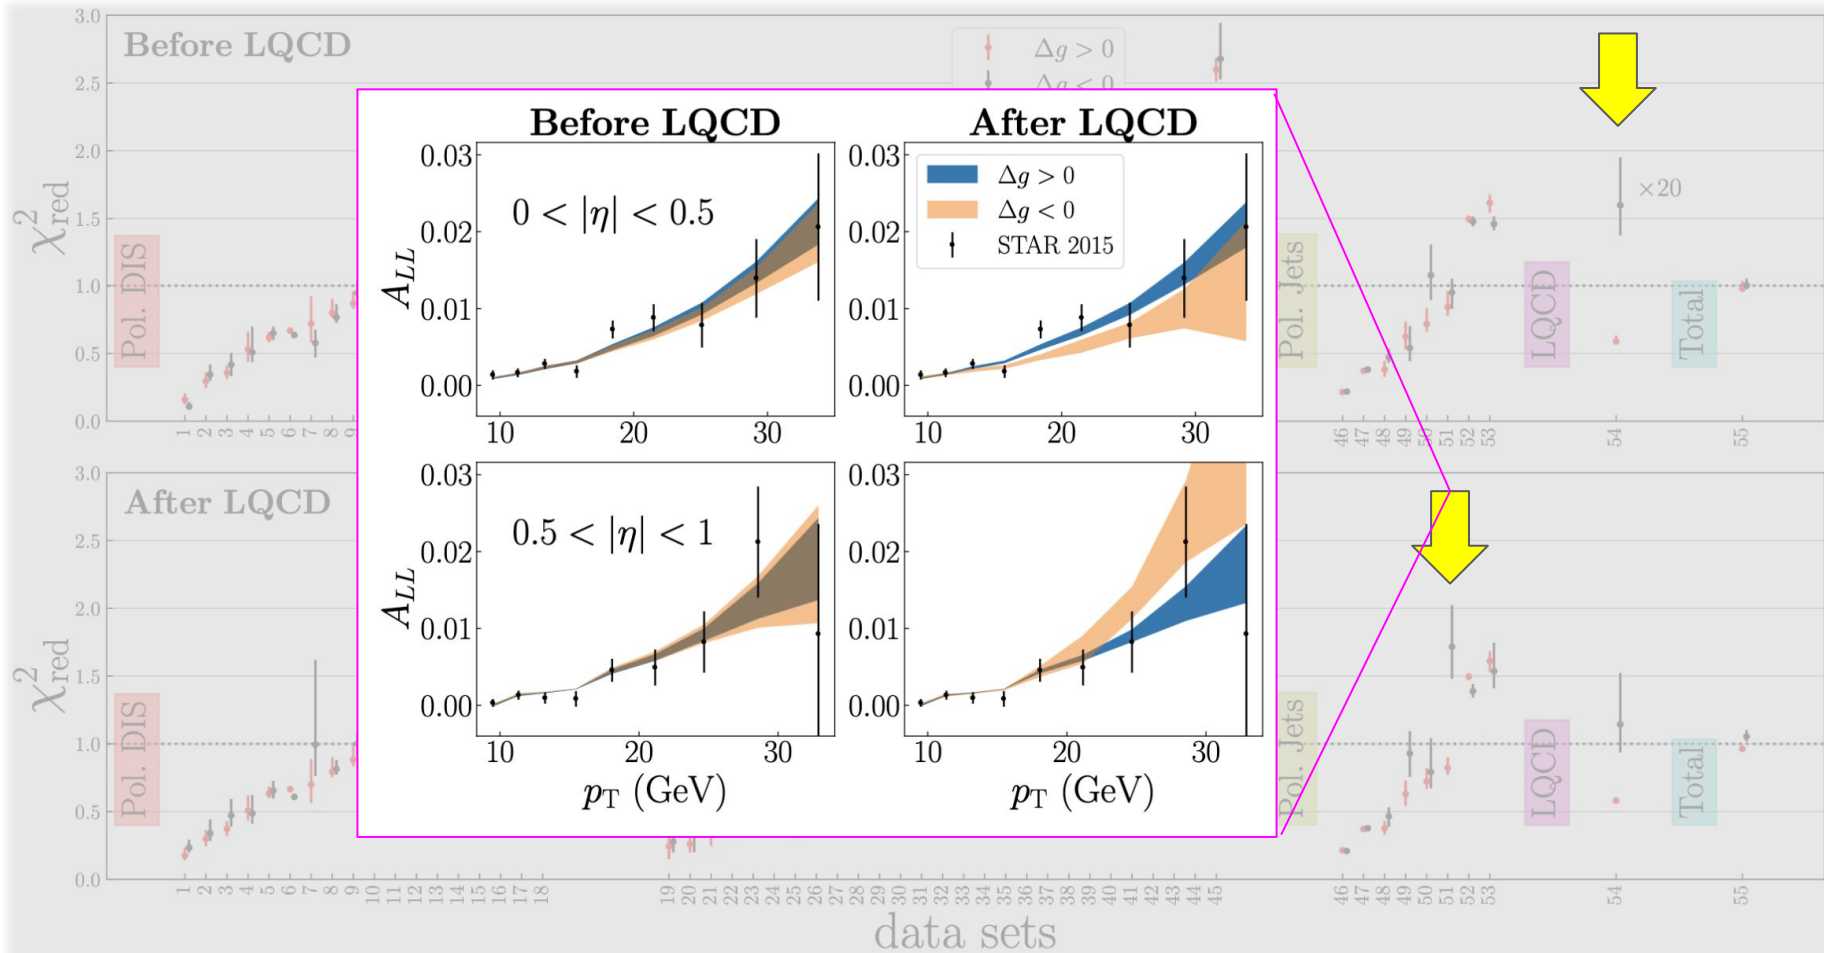 Before LQCD
Δg > 0
Δg < 0
3.0
2.5
2.0
1.5
1.0
0.5
0.0
χ²red
Pol. DIS
Pol. Jets
LQCD
Total
×20
1 2 3 4 5 6 7 8 9
46 47 48 49 50 51 52 53 54 55
After LQCD
3.0
2.5
2.0
1.5
1.0
0.5
0.0
χ²red
Pol. DIS
Pol. Jets
LQCD
Total
1 2 3 4 5 6 7 8 9 10 11 12 13 14 15 16 17 18 19 20 21 22 23 24 25 26 27 28 29 30 31 32 33 34 35 36 37 38 39 40 41 42 43 44 45 46 47 48 49 50 51 52 53 54 55
data sets
Before LQCD
After LQCD
0.03
0.02
0.01
0.00
A_LL
0 < |η| < 0.5
10 20 30
0.03
0.02
0.01
0.00
Δg > 0
Δg < 0
STAR 2015
10 20 30
0.03
0.02
0.01
0.00
A_LL
0.5 < |η| < 1
10 20 30
p_T (GeV)
0.03
0.02
0.01
0.00
10 20 30
p_T (GeV)